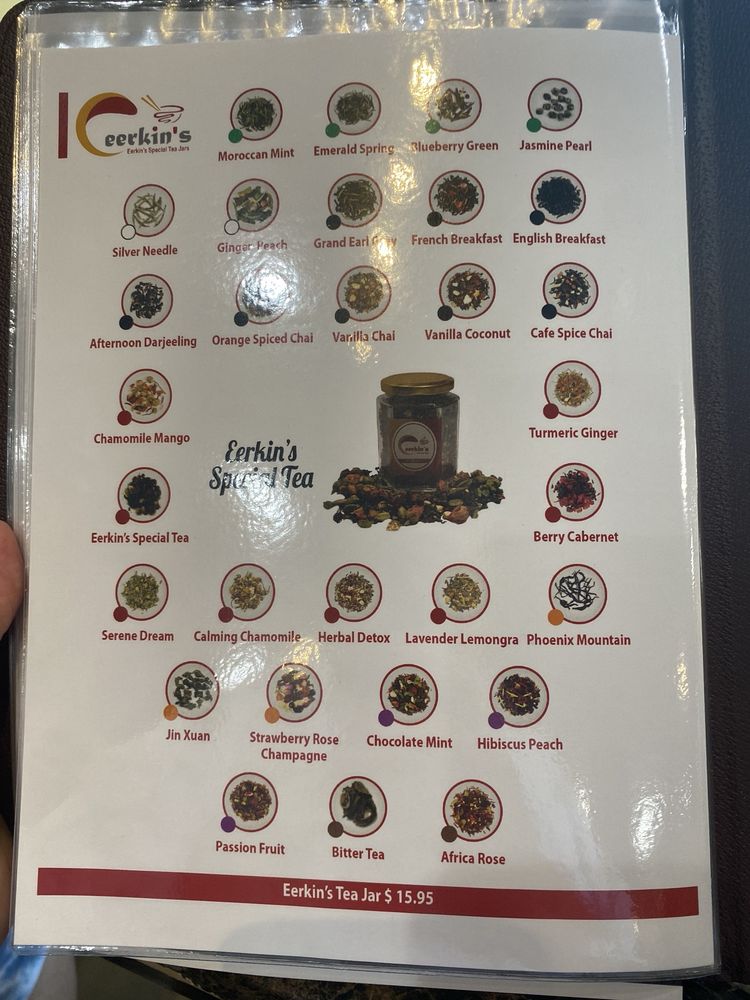 eerkin's
Eerkin's Special Tea Jars
Moroccan Mint
Emerald Spring
Blueberry Green
Jasmine Pearl
Silver Needle
Ginger Peach
Grand Earl Grey
French Breakfast
English Breakfast
Afternoon Darjeeling
Orange Spiced Chai
Vanilla Chai
Vanilla Coconut
Cafe Spice Chai
Chamomile Mango
Turmeric Ginger
Eerkin's
Special Tea
eerkin's
Eerkin's Special Tea
Berry Cabernet
Serene Dream
Calming Chamomile
Herbal Detox
Lavender Lemongra
Phoenix Mountain
Jin Xuan
Strawberry Rose
Champagne
Chocolate Mint
Hibiscus Peach
Passion Fruit
Bitter Tea
Africa Rose
Eerkin's Tea Jar $ 15.95